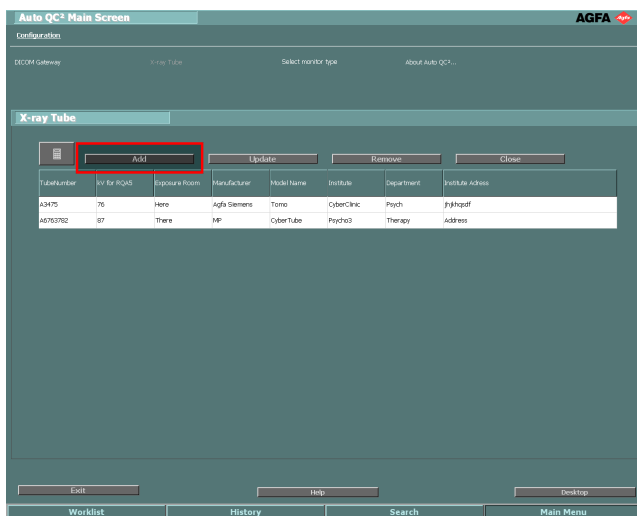 Auto QC² Main Screen
AGFA
Configuration
DICOM Gateway X-ray Tube Select monitor type About Auto QC²...
X-ray Tube
Add Update Remove Close
TubeNumber kV for RQA5 Exposure Room Manufacturer Model Name Institute Department Institute Adress
A3475 76 Here Agfa Siemens Tomo CyberClinic Psych jhjkhqsdf
A6763782 87 There MP CyberTube Psycho3 Therapy Address
Exit Help Desktop
Worklist History Search Main Menu